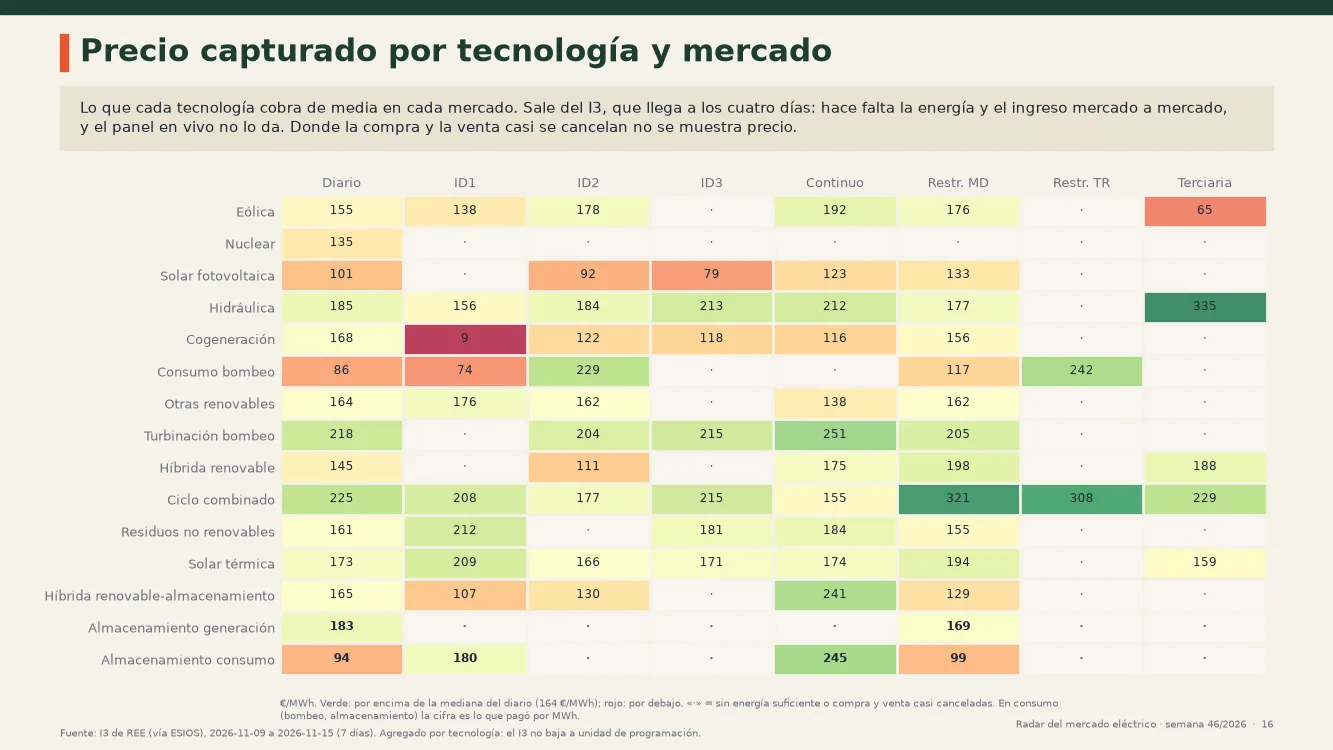 Precio capturado por tecnología y mercado
Lo que cada tecnología cobra de media en cada mercado. Sale del I3, que llega a los cuatro días: hace falta la energía y el ingreso mercado a mercado,
y el panel en vivo no lo da. Donde la compra y la venta casi se cancelan no se muestra precio.
Diario ID1 ID2 ID3 Continuo Restr. MD Restr. TR Terciaria
Eólica 155 138 178 · 192 176 · 65
Nuclear 135 · · · · · · ·
Solar fotovoltaica 101 · 92 79 123 133 · ·
Hidráulica 185 156 184 213 212 177 · 335
Cogeneración 168 9 122 118 116 156 · ·
Consumo bombeo 86 74 229 · · 117 242 ·
Otras renovables 164 176 162 · 138 162 · ·
Turbinación bombeo 218 · 204 215 251 205 · ·
Híbrida renovable 145 · 111 · 175 198 · 188
Ciclo combinado 225 208 177 215 155 321 308 229
Residuos no renovables 161 212 · 181 184 155 · ·
Solar térmica 173 209 166 171 174 194 · 159
Híbrida renovable-almacenamiento 165 107 130 · 241 129 · ·
Almacenamiento generación 183 · · · · 169 · ·
Almacenamiento consumo 94 180 · · 245 99 · ·
€/MWh. Verde: por encima de la mediana del diario (164 €/MWh); rojo: por debajo. «·» = sin energía suficiente o compra y venta casi canceladas. En consumo
(bombeo, almacenamiento) la cifra es lo que pagó por MWh.
Radar del mercado eléctrico · semana 46/2026 · 16
Fuente: I3 de REE (vía ESIOS), 2026-11-09 a 2026-11-15 (7 días). Agregado por tecnología: el I3 no baja a unidad de programación.